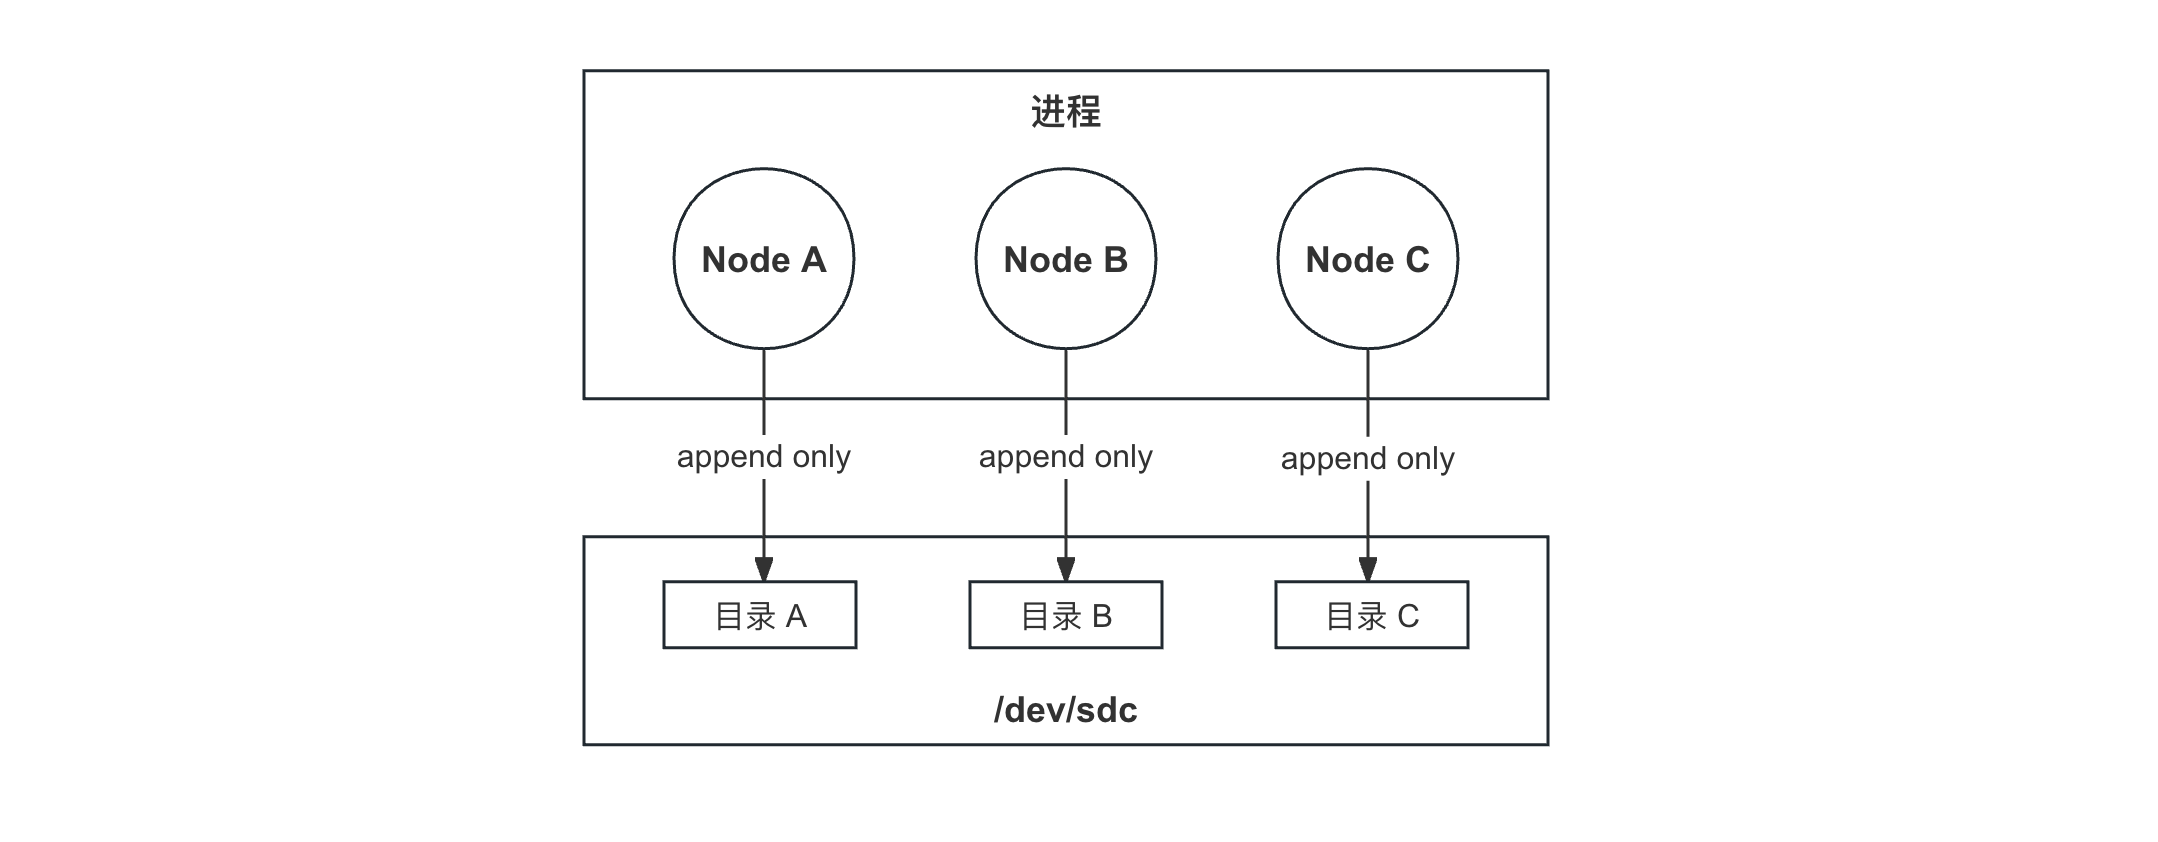 进程
Node A
Node B
Node C
append only
append only
append only
目录 A
目录 B
目录 C
/dev/sdc